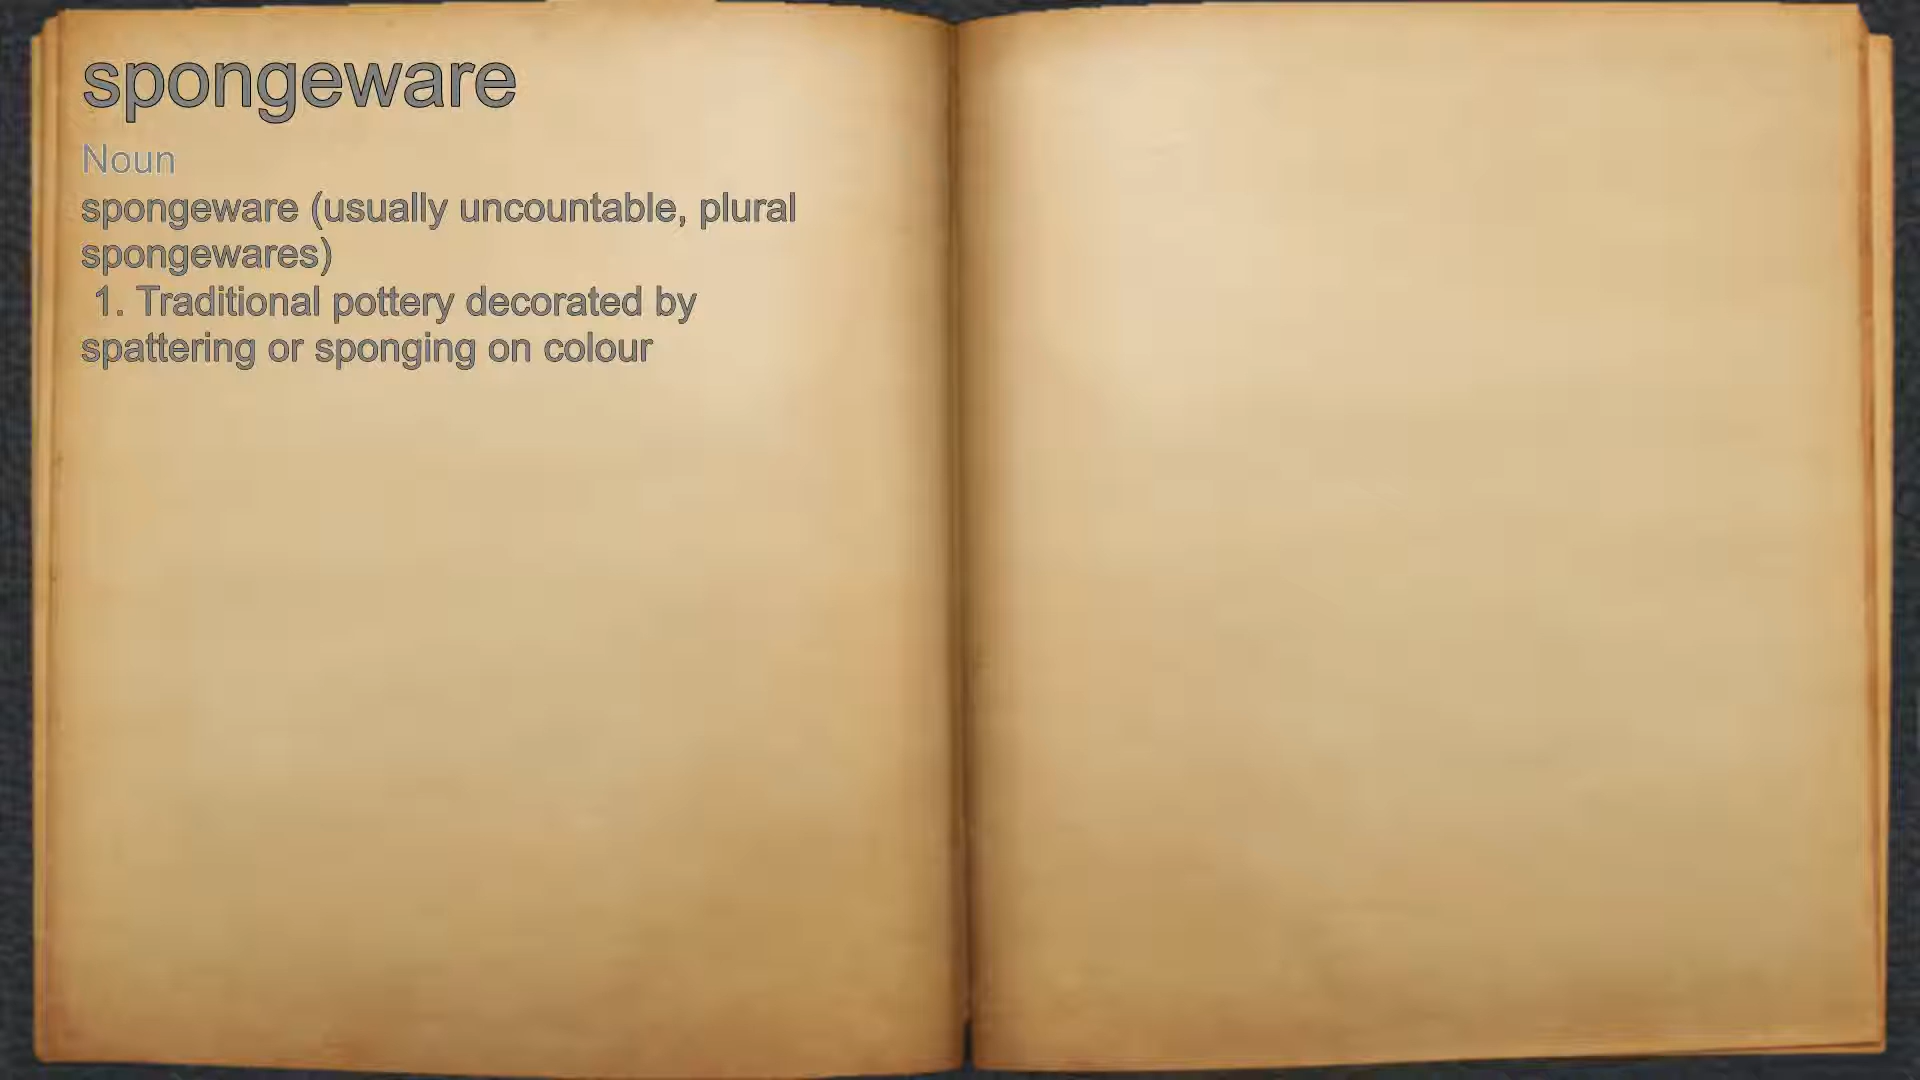 spongeware
Noun
spongeware (usually uncountable, plural
spongewares)
1. Traditional pottery decorated by
spattering or sponging on colour